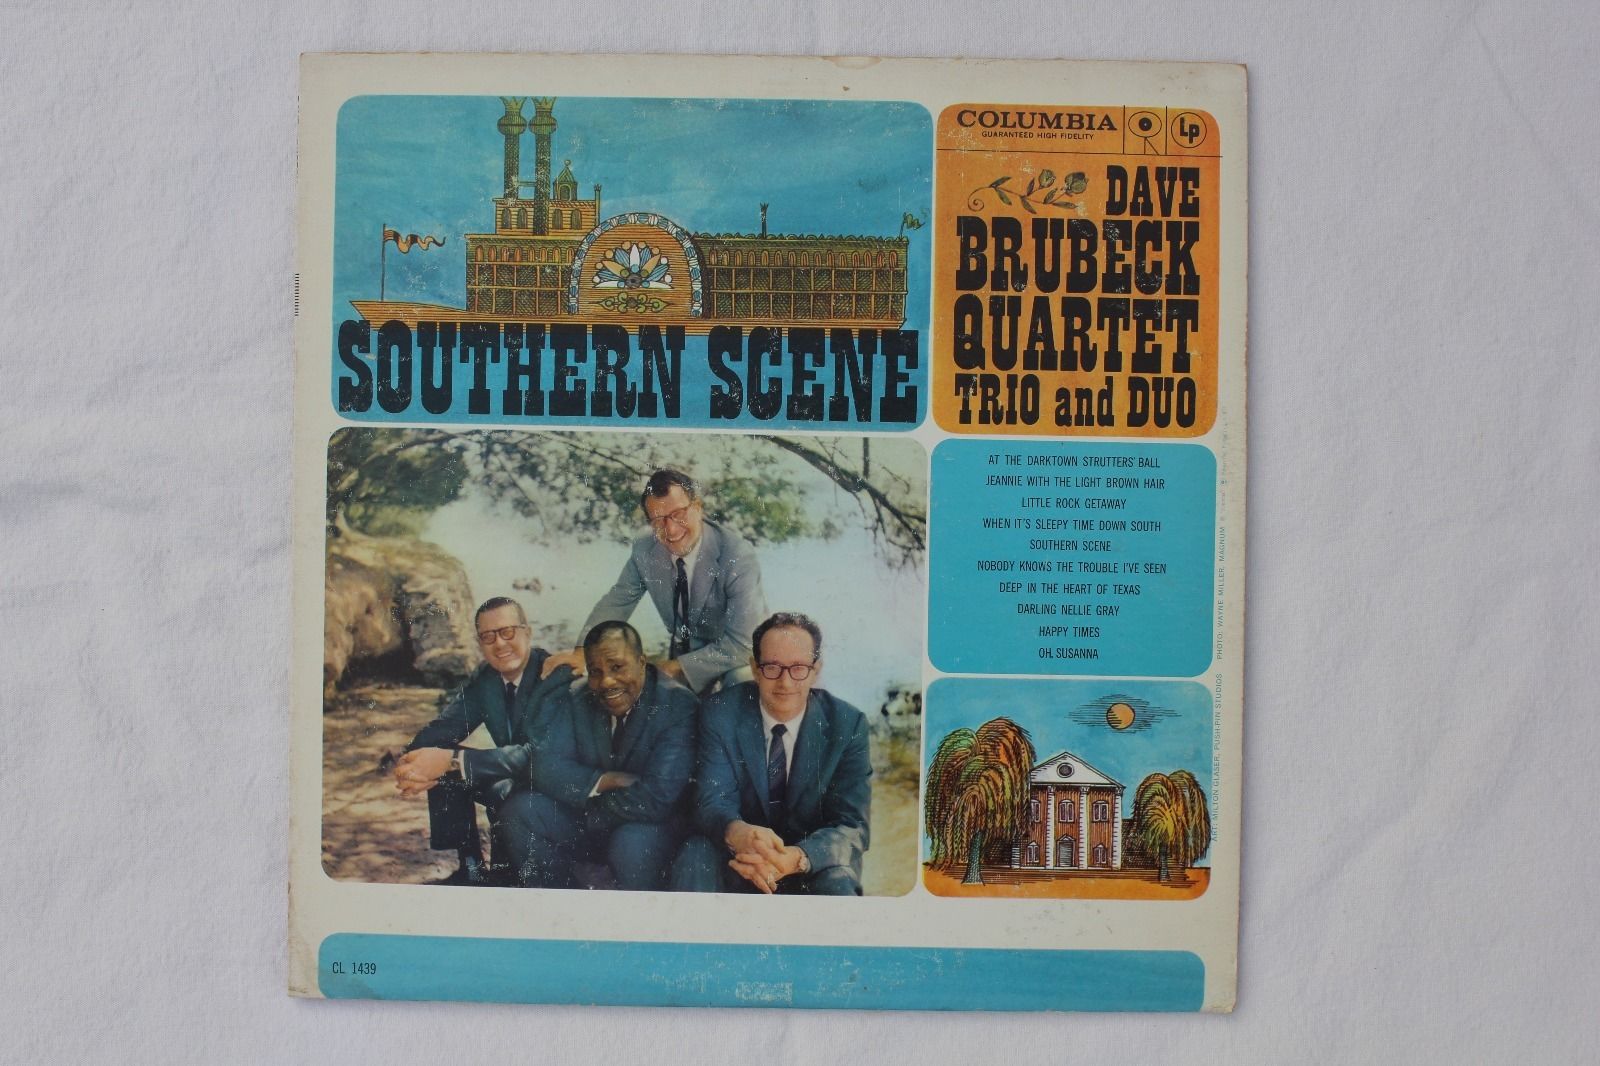 SOUTHERN SCENE
COLUMBIA
GUARANTEED HIGH FIDELITY
Lp
DAVE
BRUBECK
QUARTET
TRIO and DUO
AT THE DARKTOWN STRUTTERS' BALL
JEANNIE WITH THE LIGHT BROWN HAIR
LITTLE ROCK GETAWAY
WHEN IT'S SLEEPY TIME DOWN SOUTH
SOUTHERN SCENE
NOBODY KNOWS THE TROUBLE I'VE SEEN
DEEP IN THE HEART OF TEXAS
DARLING NELLIE GRAY
HAPPY TIMES
OH, SUSANNA
ART: MILTON GLASER, PUSH-PIN STUDIOS PHOTO: WAYNE MILLER, MAGNUM
CL 1439